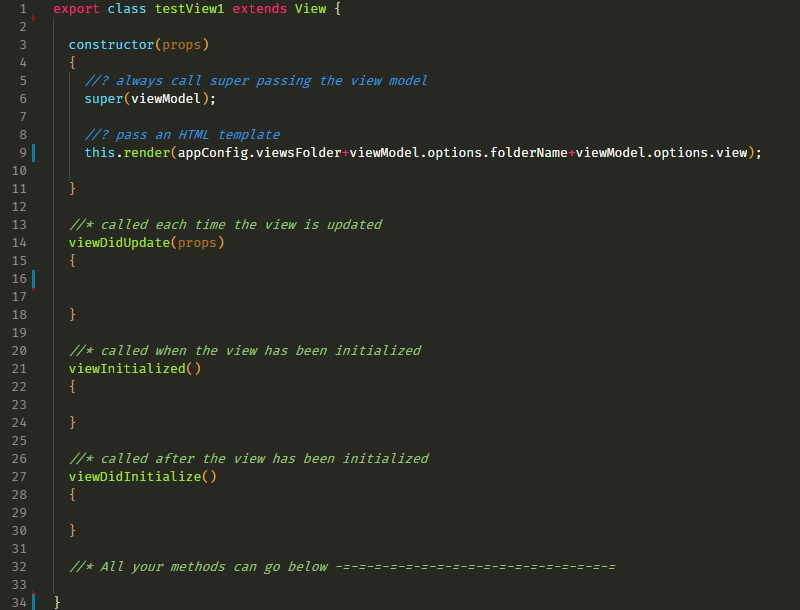 1 export class testView1 extends View {
2
3 constructor(props)
4 {
5 //? always call super passing the view model
6 super(viewModel);
7
8 //? pass an HTML template
9 this.render(appConfig.viewsFolder+viewModel.options.folderName+viewModel.options.view);
10
11 }
12
13 //* called each time the view is updated
14 viewDidUpdate(props)
15 {
16
17
18 }
19
20 //* called when the view has been initialized
21 viewInitialized()
22 {
23
24 }
25
26 //* called after the view has been initialized
27 viewDidInitialize()
28 {
29
30 }
31
32 //* All your methods can go below -=-=-=-=-=-=-=-=-=-=-=-=-=-=-=-=-=-=
33
34 }